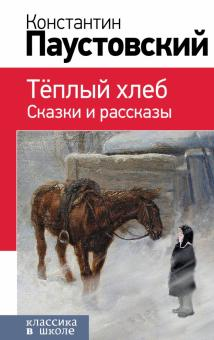 Константин
Паустовский
Тёплый хлеб
Сказки и рассказы
классика
в школе